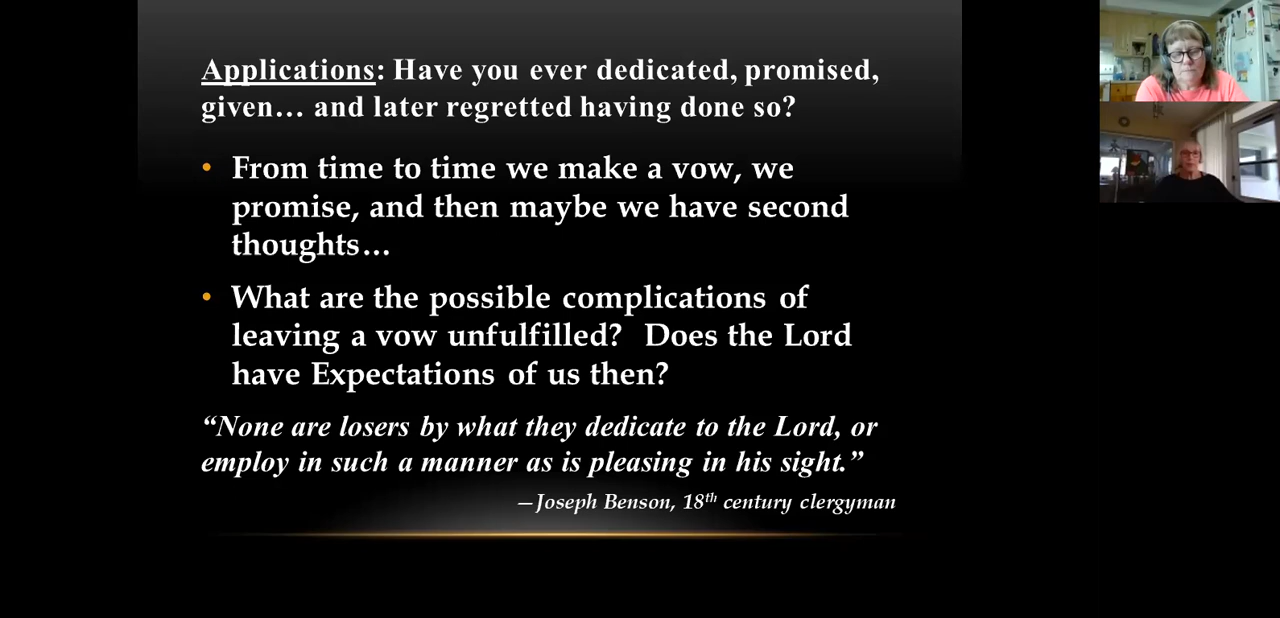 Applications: Have you ever dedicated, promised,
given… and later regretted having done so?
• From time to time we make a vow, we
promise, and then maybe we have second
thoughts…
• What are the possible complications of
leaving a vow unfulfilled?  Does the Lord
have Expectations of us then?
“None are losers by what they dedicate to the Lord, or
employ in such a manner as is pleasing in his sight.”
—Joseph Benson, 18th century clergyman